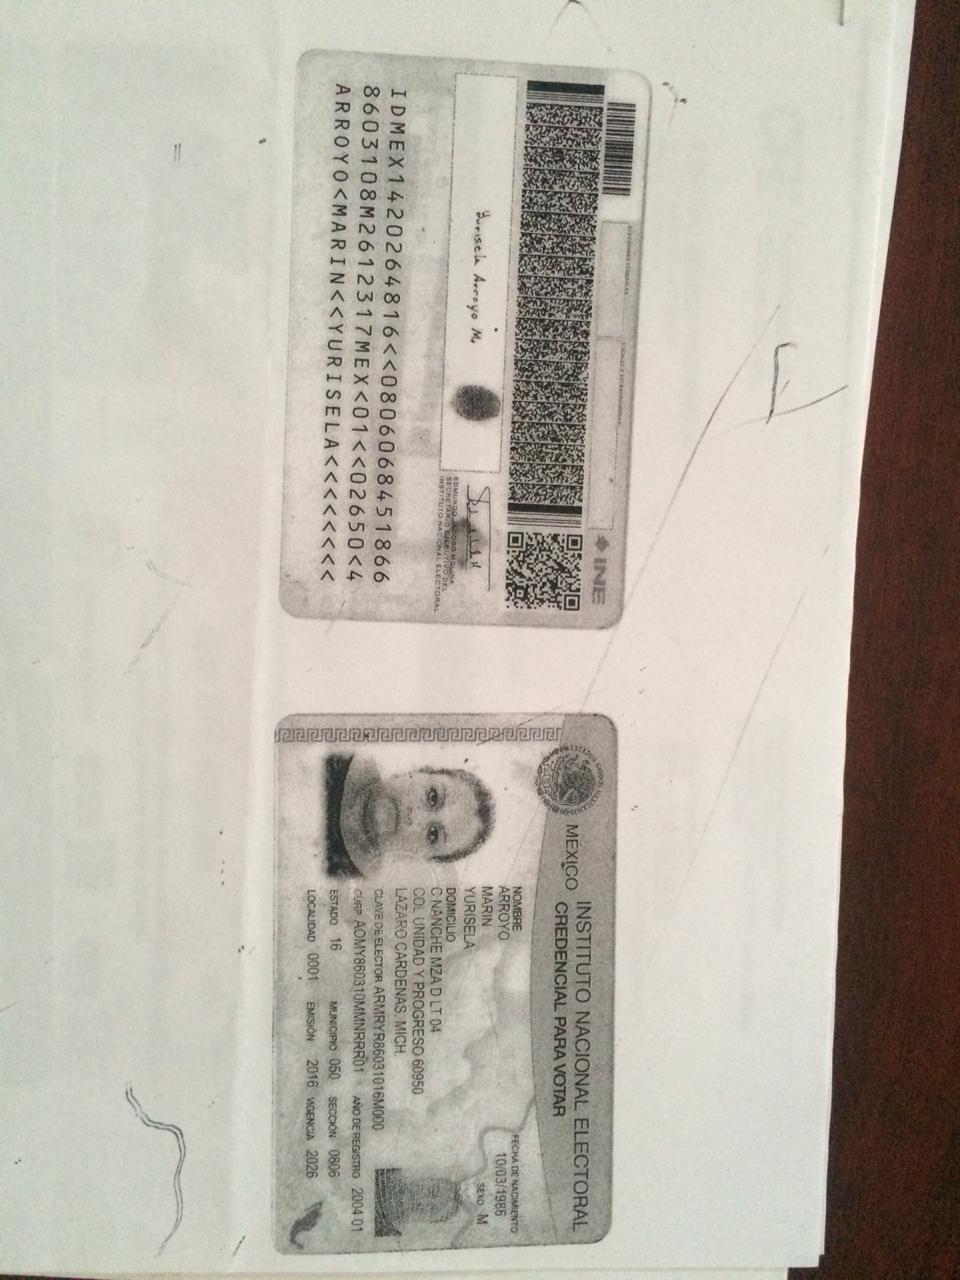 ELECCIONES FEDERALES
LOCALES Y EXTRAORDINARIAS
INE
Yurisela Arroyo M.
EDMUNDO JACOBO MOLINA
SECRETARIO EJECUTIVO DEL
INSTITUTO NACIONAL ELECTORAL
IDMEX1420264816<<0806068451866
8603108M2612317MEX<01<<02650<4
ARROYO<MARIN<<YURISELA<<<<<<<<
ESTADOS UNIDOS MEXICANOS
MÉXICO
INSTITUTO NACIONAL ELECTORAL
CREDENCIAL PARA VOTAR
NOMBRE
ARROYO
MARIN
YURISELA
FECHA DE NACIMIENTO
10/03/1986
SEXO M
DOMICILIO
C NANCHE MZA D LT 04
COL UNIDAD Y PROGRESO 60950
LAZARO CARDENAS, MICH.
CLAVE DE ELECTOR ARMRYR86031016M000
CURP AOMY860310MMNRRR01 AÑO DE REGISTRO 2004 01
ESTADO 16 MUNICIPIO 050 SECCIÓN 0806
LOCALIDAD 0001 EMISIÓN 2016 VIGENCIA 2026